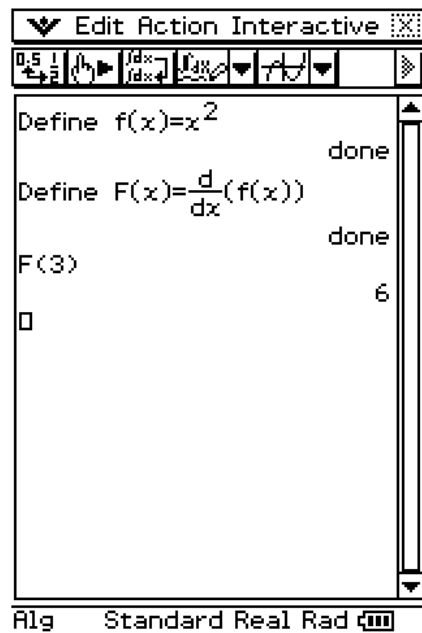 Edit Action Interactive
Define f(x)=x²
done
Define F(x)=d/dx(f(x))
done
F(3)
6
Alg Standard Real Rad